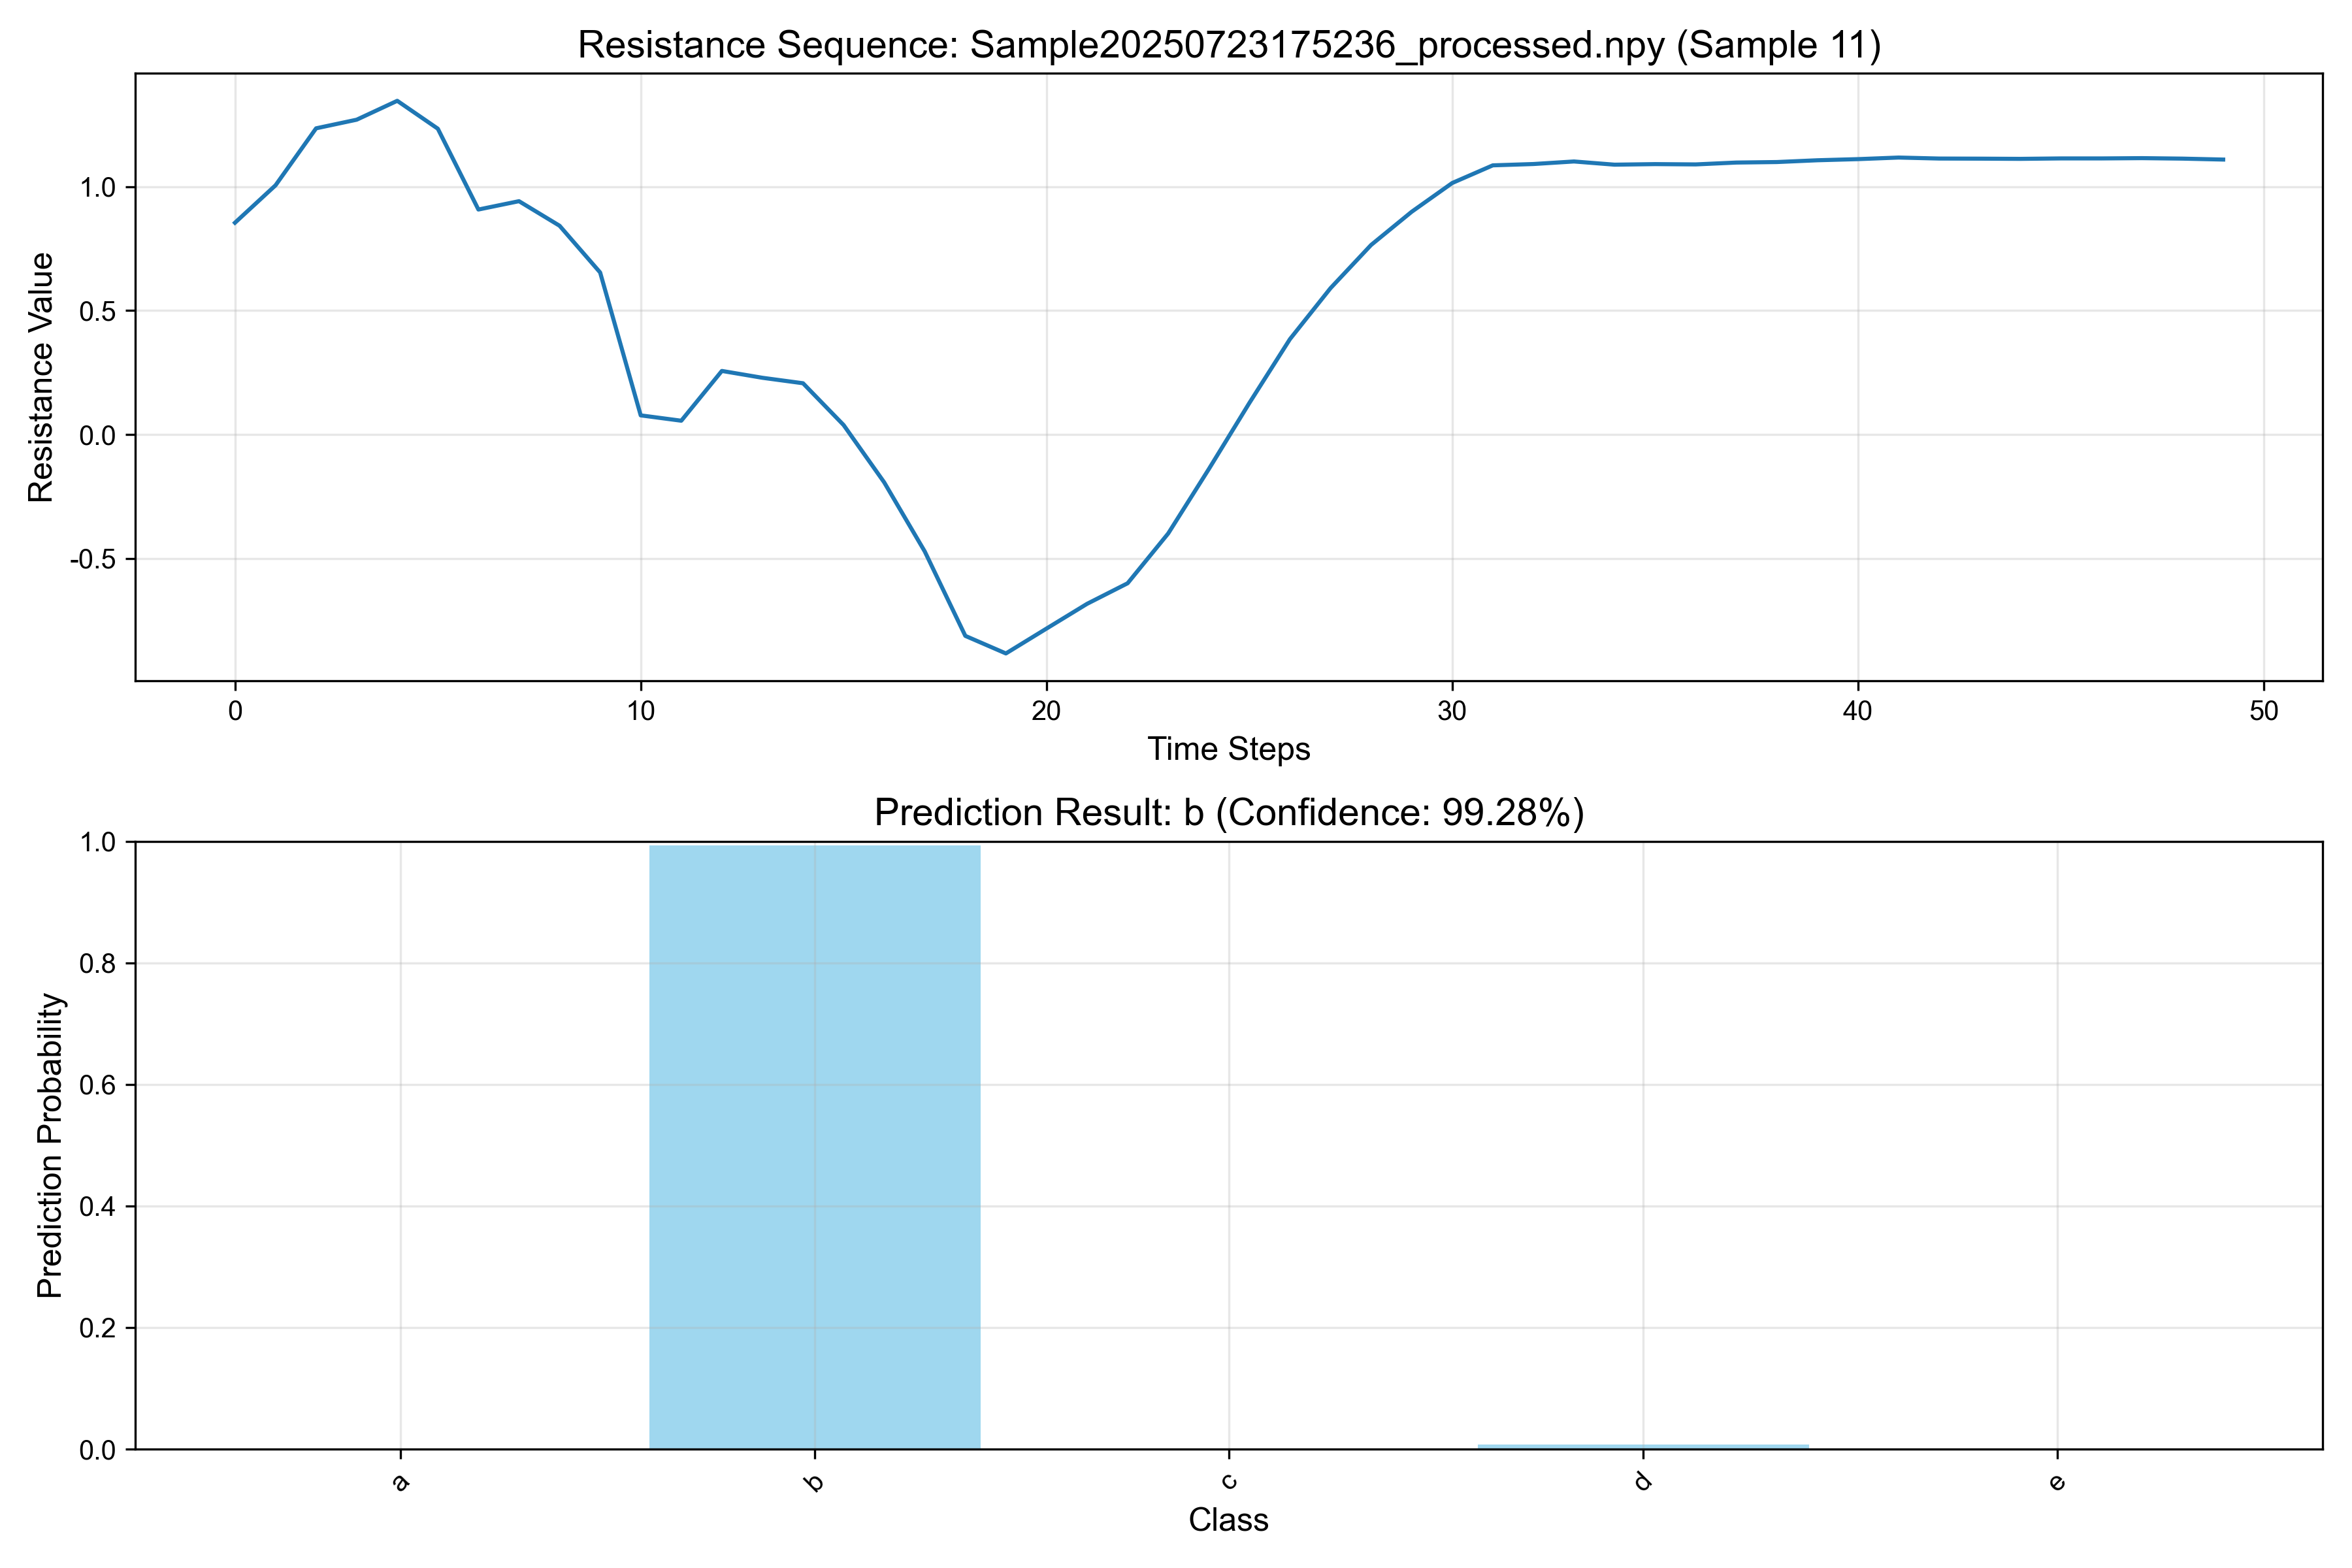 Resistance Sequence: Sample20250723175236_processed.npy (Sample 11)
Resistance Value
1.0
0.5
0.0
-0.5
0
10
20
30
40
50
Time Steps
Prediction Result: b (Confidence: 99.28%)
Prediction Probability
1.0
0.8
0.6
0.4
0.2
0.0
a
b
c
d
e
Class